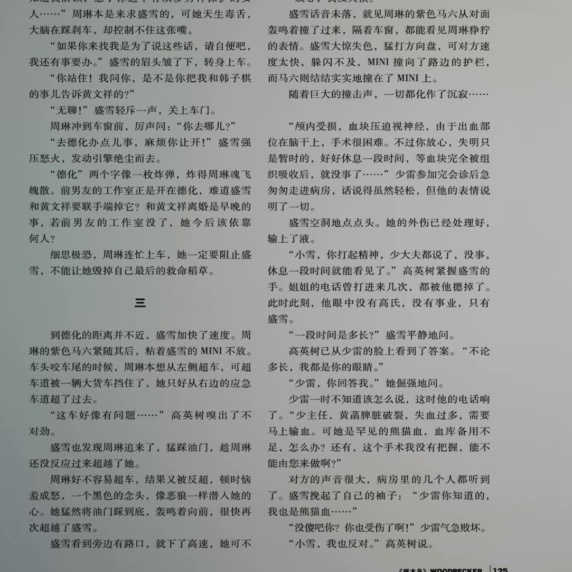 人……”周琳本是来求盛雪的，可她天生毒舌，
大脑在踩刹车，却控制不住这张嘴。
“如果你来找我是为了说这些话，请自便吧，
我还有事要办。”盛雪的眉头皱了下，转身上车。
“你站住！我问你，是不是你把我和韩子棋
的事儿告诉黄文祥的？”
“无聊！”盛雪轻斥一声，关上车门。
周琳冲到车窗前，厉声问：“你去哪儿？”
“去德化办点儿事，麻烦你让开！”盛雪强
压怒火，发动引擎绝尘而去。
“德化”两个字像一枚炸弹，炸得周琳魂飞
魄散。前男友的工作室正是开在德化，难道盛雪
和黄文祥要联手端掉它？和黄文祥离婚是早晚的
事，若前男友的工作室没了，她今后该依靠
何人？
细思极恐，周琳连忙上车，她一定要阻止盛
雪，不能让她毁掉自己最后的救命稻草。
三
到德化的距离并不近，盛雪加快了速度。周
琳的紫色马六紧随其后，粘着盛雪的 MINI 不放。
车头咬车尾的时候，周琳本想从左侧超车，可超
车道被一辆大货车挡住了，她只好从右边的应急
车道超了过去。
“这车好像有问题……”高英树嗅出了不
对劲。
盛雪也发现周琳追来了，猛踩油门，趁周琳
还没反应过来超越了她。
周琳好不容易超车，结果又被反超，顿时恼
羞成怒，一个黑色的念头，像恶狼一样潜入她的
心。她猛然将油门踩到底，轰鸣着向前，很快再
次超越了盛雪。
盛雪看到旁边有路口，就下了高速，她可不
盛雪话音未落，就见周琳的紫色马六从对面
轰鸣着撞了过来，隔着车窗，都能看见周琳狰狞
的表情。盛雪大惊失色，猛打方向盘，可对方速
度太快，躲闪不及，MINI 撞向了路边的护栏，
而马六则结结实实地撞在了 MINI 上。
随着巨大的撞击声，一切都化作了沉寂……
“颅内受损，血块压迫视神经，由于出血部
位在脑干上，手术很困难。不过你放心，失明只
是暂时的，好好休息一段时间，等血块完全被组
织吸收后，就没事了……”少雷参加完会诊后急
匆匆走进病房，话说得虽然轻松，但他的表情说
明了一切。
盛雪空洞地点点头。她的外伤已经处理好，
输上了液。
“小雪，你打起精神，少大夫都说了，没事，
休息一段时间就能看见了。”高英树紧握盛雪的
手。姐姐的电话曾打进来几次，都被他摁掉了。
此时此刻，他眼中没有高氏，没有事业，只有
盛雪。
“一段时间是多长？”盛雪平静地问。
高英树已从少雷的脸上看到了答案。“不论
多长，我都是你的眼睛。”
“少雷，你回答我。”她倔强地问。
少雷一时不知道该怎么说，这时他的电话响
了。“少主任，黄菡脾脏破裂，失血过多，需要
马上输血。可她是罕见的熊猫血，血库备用不
足，怎么办？还有，这个手术我没有把握，能不
能由您来做啊？”
对方的声音很大，病房里的几个人都听到
了。盛雪挽起了自己的袖子：“少雷你知道的，
我也是熊猫血……”
“没傻吧你？你也受伤了啊！”少雷气急败坏。
“小雪，我也反对。”高英树说。
《啄木鸟》WOODPECKER 125